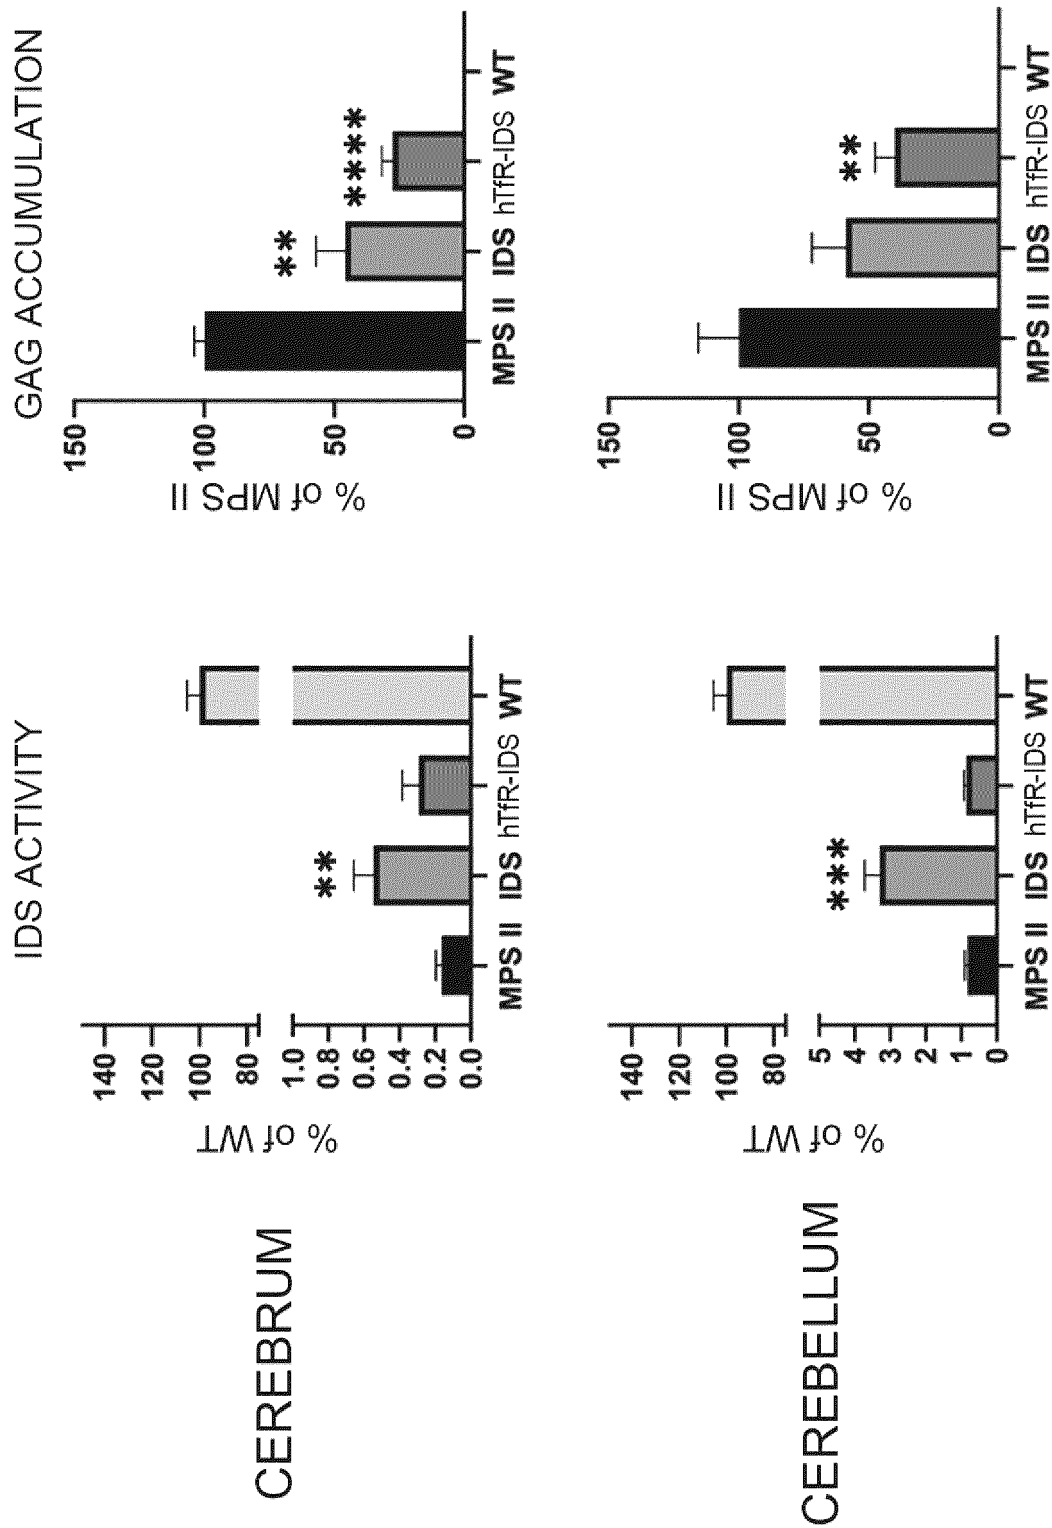 IDS ACTIVITY
GAG ACCUMULATION
CEREBRUM
% of WT
140
120
100
80
1.0
0.8
0.6
0.4
0.2
0.0
**
MPS II IDS hTfR-IDS WT
% of MPS II
150
100
50
0
**
****
MPS II IDS hTfR-IDS WT
CEREBELLUM
% of WT
140
120
100
80
5
4
3
2
1
0
***
MPS II IDS hTfR-IDS WT
% of MPS II
150
100
50
0
**
MPS II IDS hTfR-IDS WT